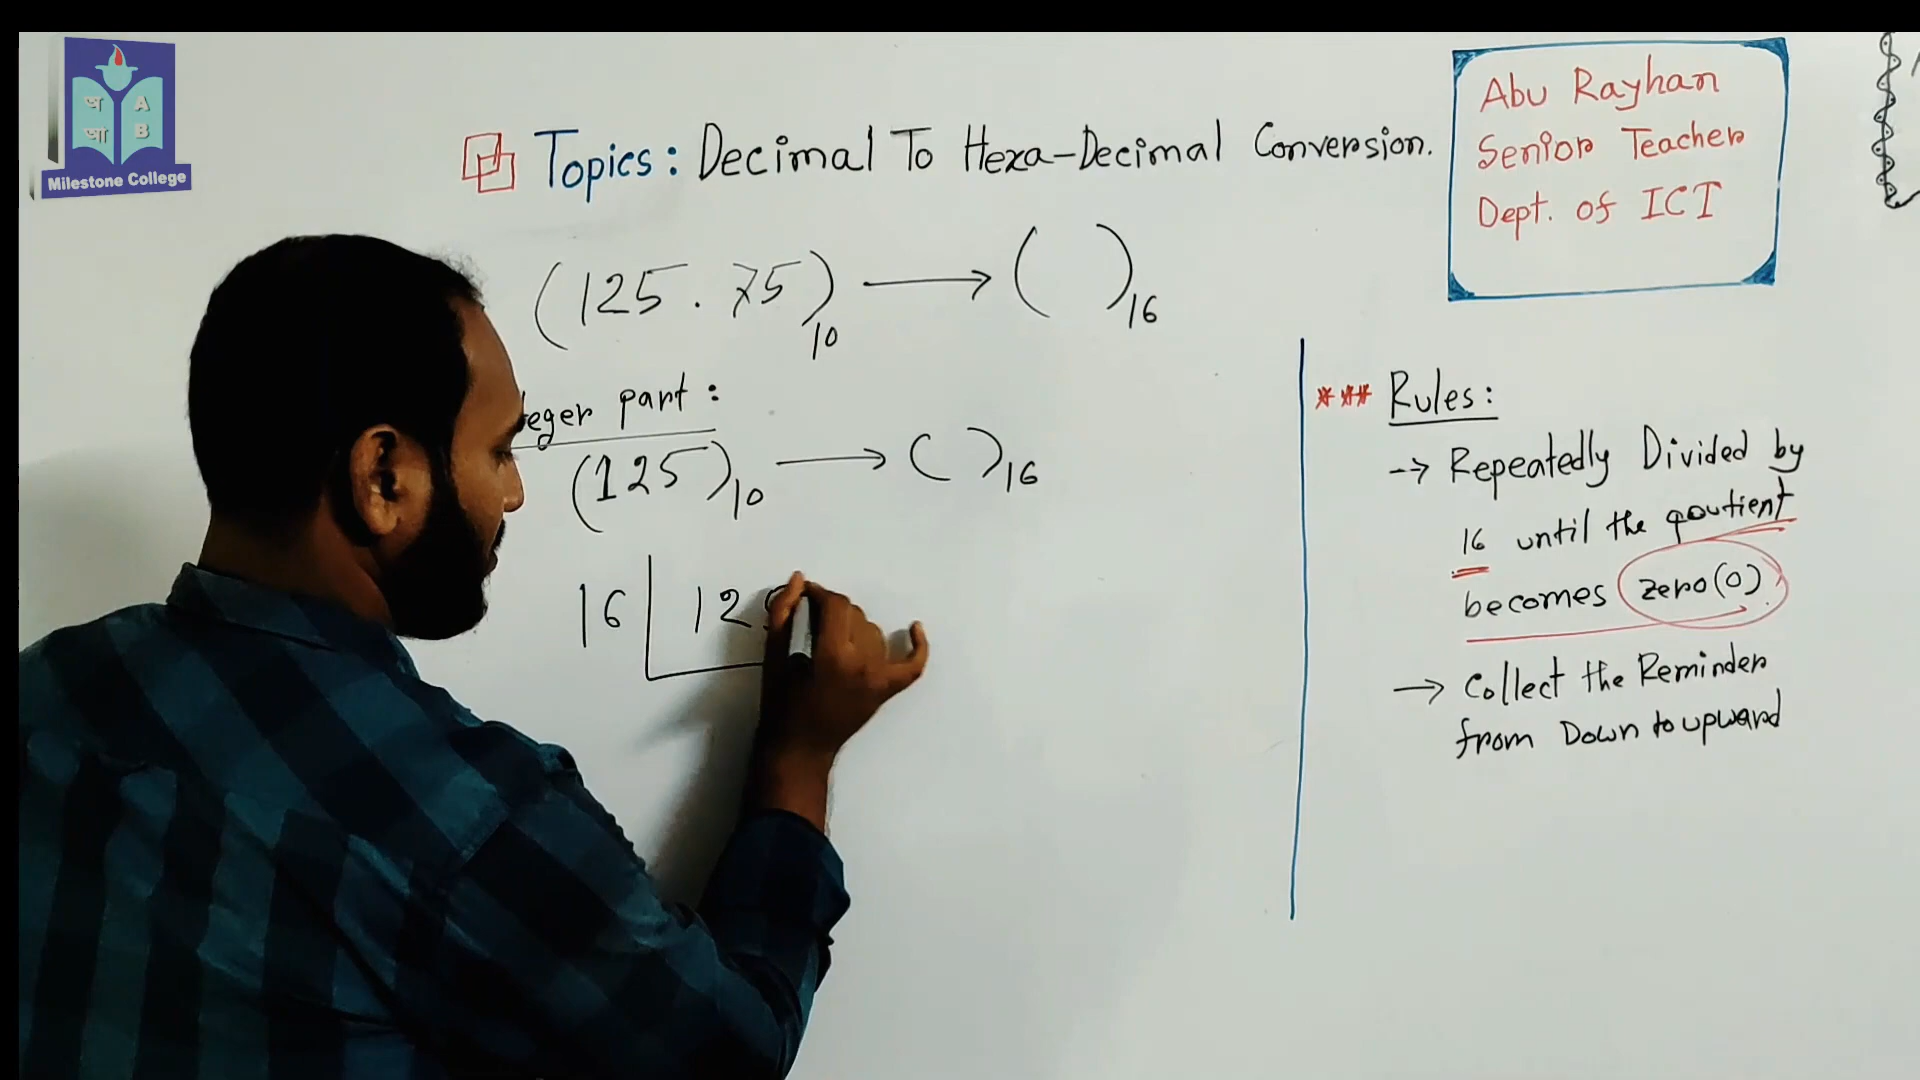 অ A
আ B
Milestone College
Topics: Decimal To Hexa-Decimal Conversion.
Abu Rayhan
Senior Teacher
Dept. of ICT
(125.75)10 → ( )16
teger part:
(125)10 → ( )16
16 125
*** Rules:
→ Repeatedly Divided by
16 until the qoutient
becomes zero(0)
→ Collect the Reminder
from Down to upward